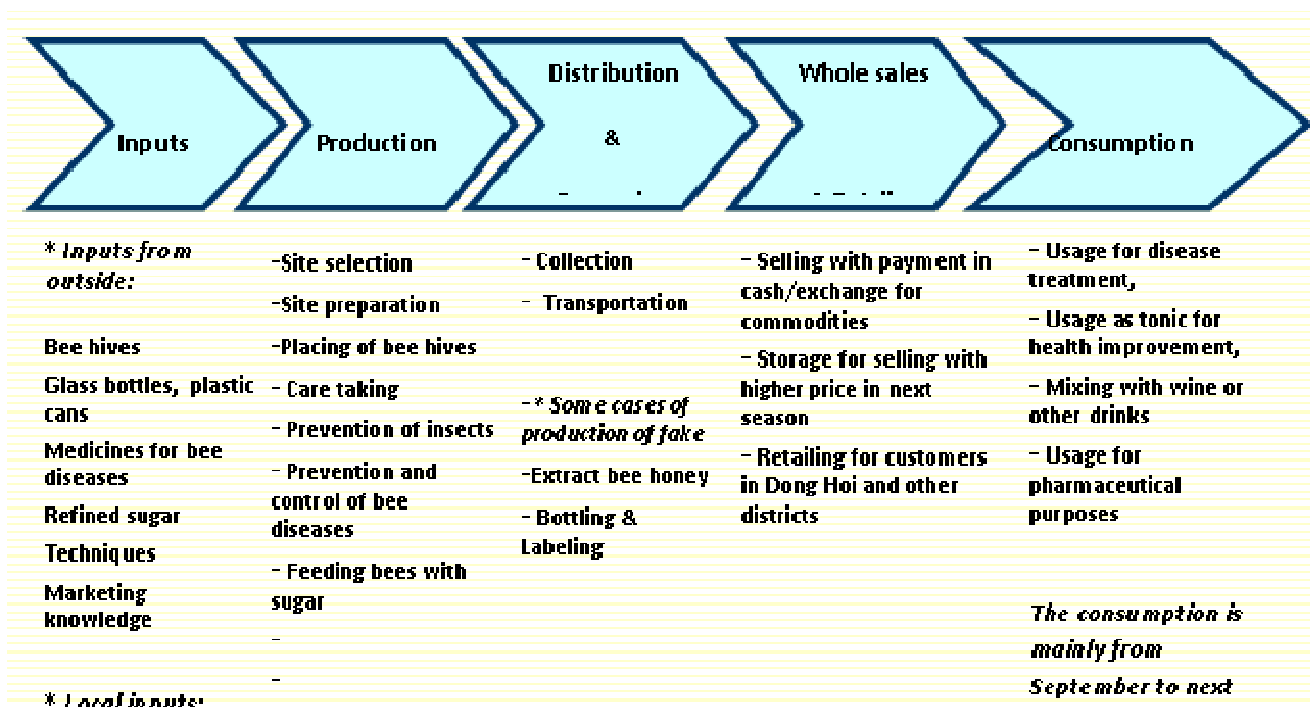 Inputs
Production
Distribution
&
Whole sales
Consumption
* Inputs from
outside:
Bee hives
Glass bottles, plastic
cans
Medicines for bee
diseases
Refined sugar
Techniques
Marketing
knowledge
* Local inputs:
-Site selection
-Site preparation
-Placing of bee hives
- Care taking
- Prevention of insects
- Prevention and
control of bee
diseases
- Feeding bees with
sugar
-
-
- Collection
- Transportation
-* Some cases of
production of fake
-Extract bee honey
- Bottling &
Labeling
- Selling with payment in
cash/exchange for
commodities
- Storage for selling with
higher price in next
season
- Retailing for customers
in Dong Hoi and other
districts
- Usage for disease
treatment,
- Usage as tonic for
health improvement,
- Mixing with wine or
other drinks
- Usage for
pharmaceutical
purposes
The consumption is
mainly from
September to next